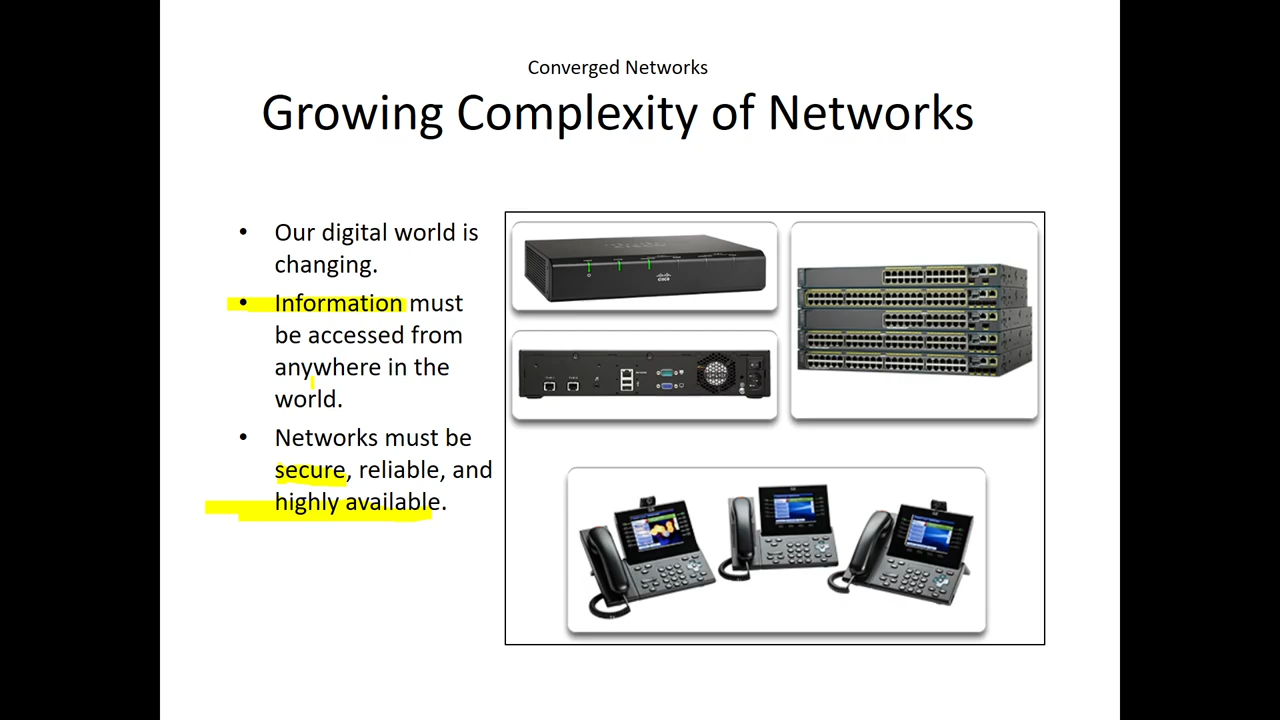 Converged Networks
Growing Complexity of Networks
• Our digital world is
changing.
• Information must
be accessed from
anywhere in the
world.
• Networks must be
secure, reliable, and
highly available.
CISCO